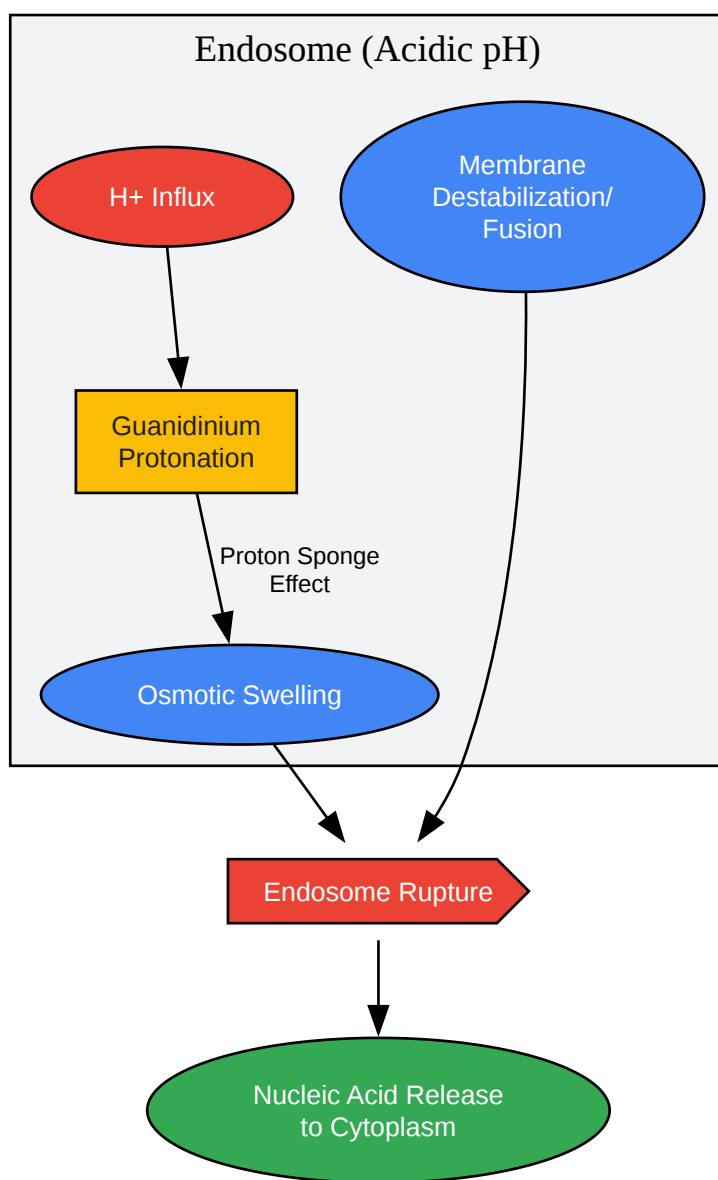 Endosome (Acidic pH)
H+ Influx
Membrane
Destabilization/
Fusion
Guanidinium
Protonation
Proton Sponge
Effect
Osmotic Swelling
Endosome Rupture
Nucleic Acid Release
to Cytoplasm